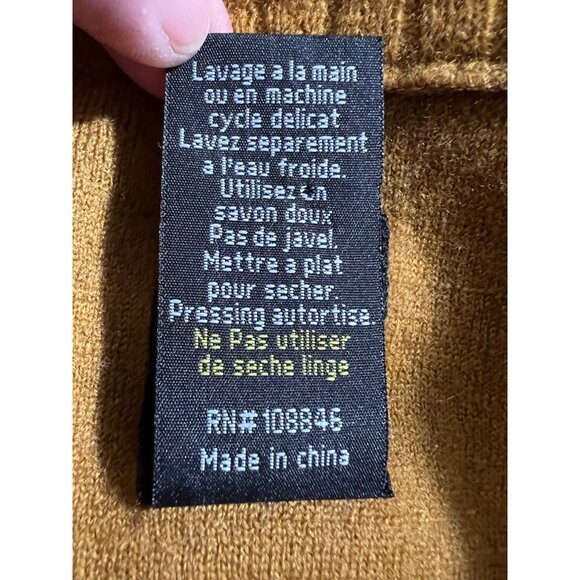 Lavage a la main
ou en machine
cycle delicat
Lavez separement
a l'eau froide.
Utilisez un
savon doux
Pas de javel.
Mettre a plat
pour secher.
Pressing autortise.
Ne Pas utiliser
de seche linge
RN# 108846
Made in china